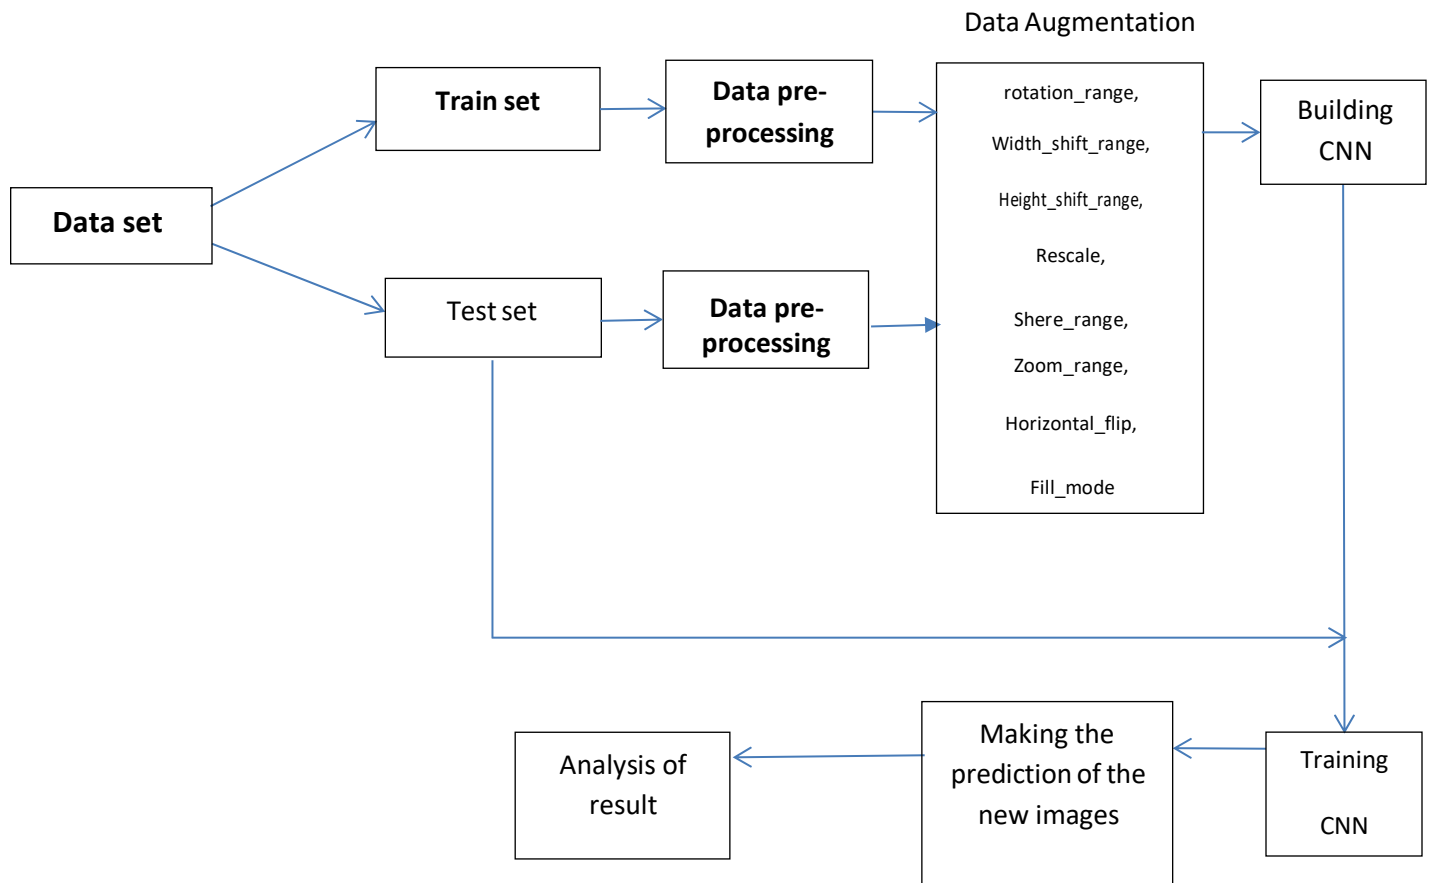 Data Augmentation
Train set
Data pre-
processing
rotation_range,
Width_shift_range,
Height_shift_range,
Rescale,
Shere_range,
Zoom_range,
Horizontal_flip,
Fill_mode
Building
CNN
Data set
Test set
Data pre-
processing
Training
CNN
Making the
prediction of the
new images
Analysis of
result